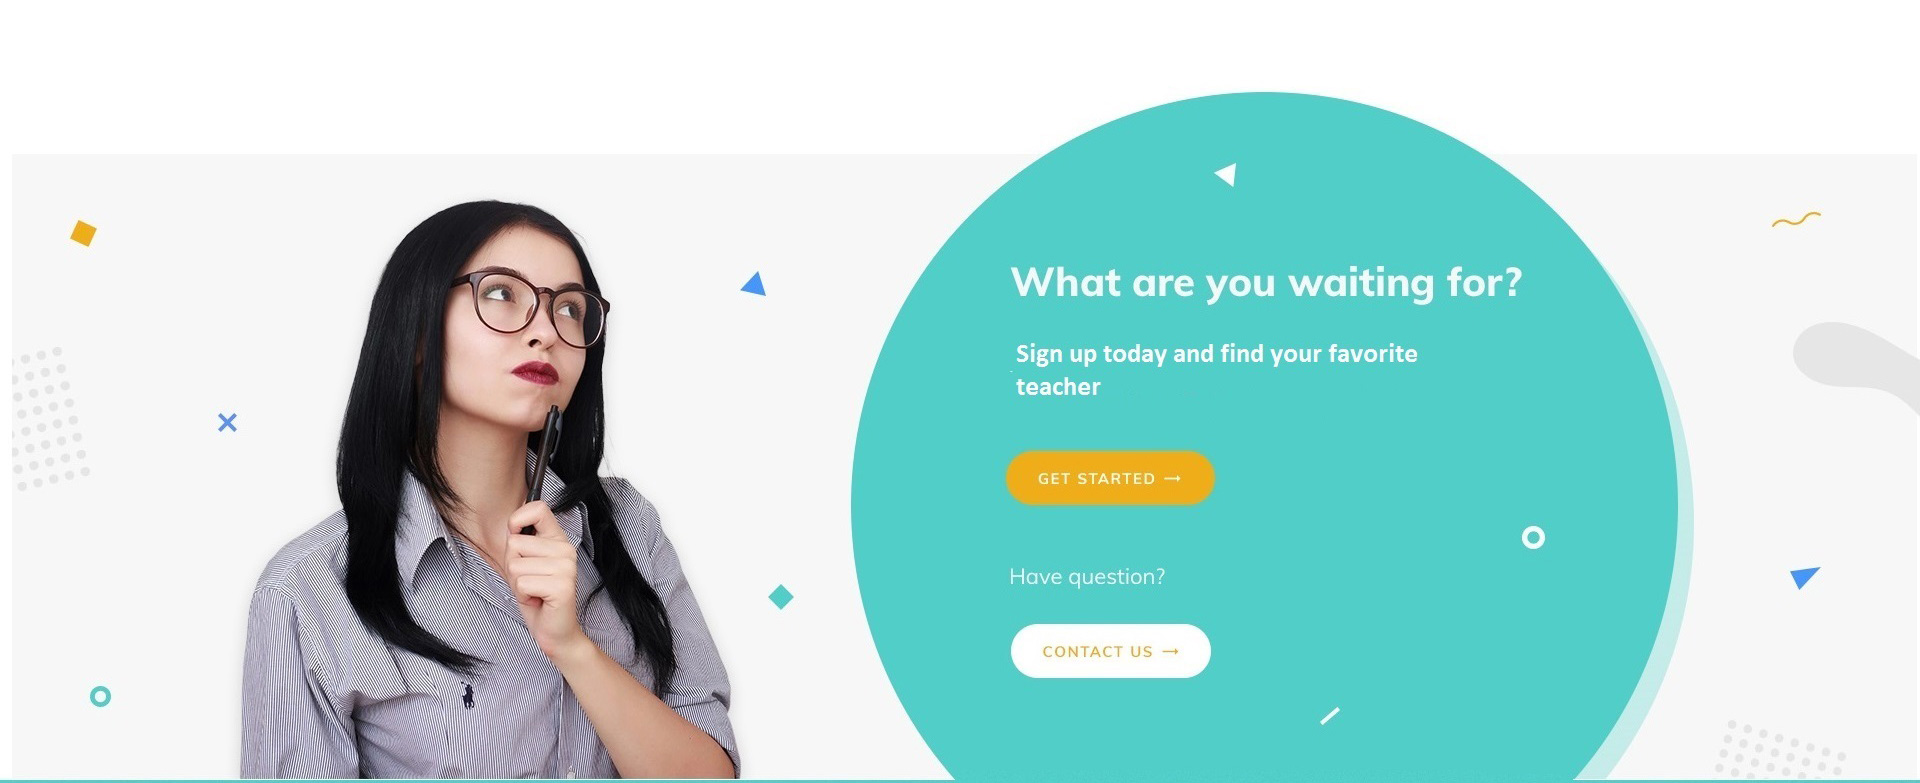 What are you waiting for?
Sign up today and find your favorite
teacher
GET STARTED →
Have question?
CONTACT US →